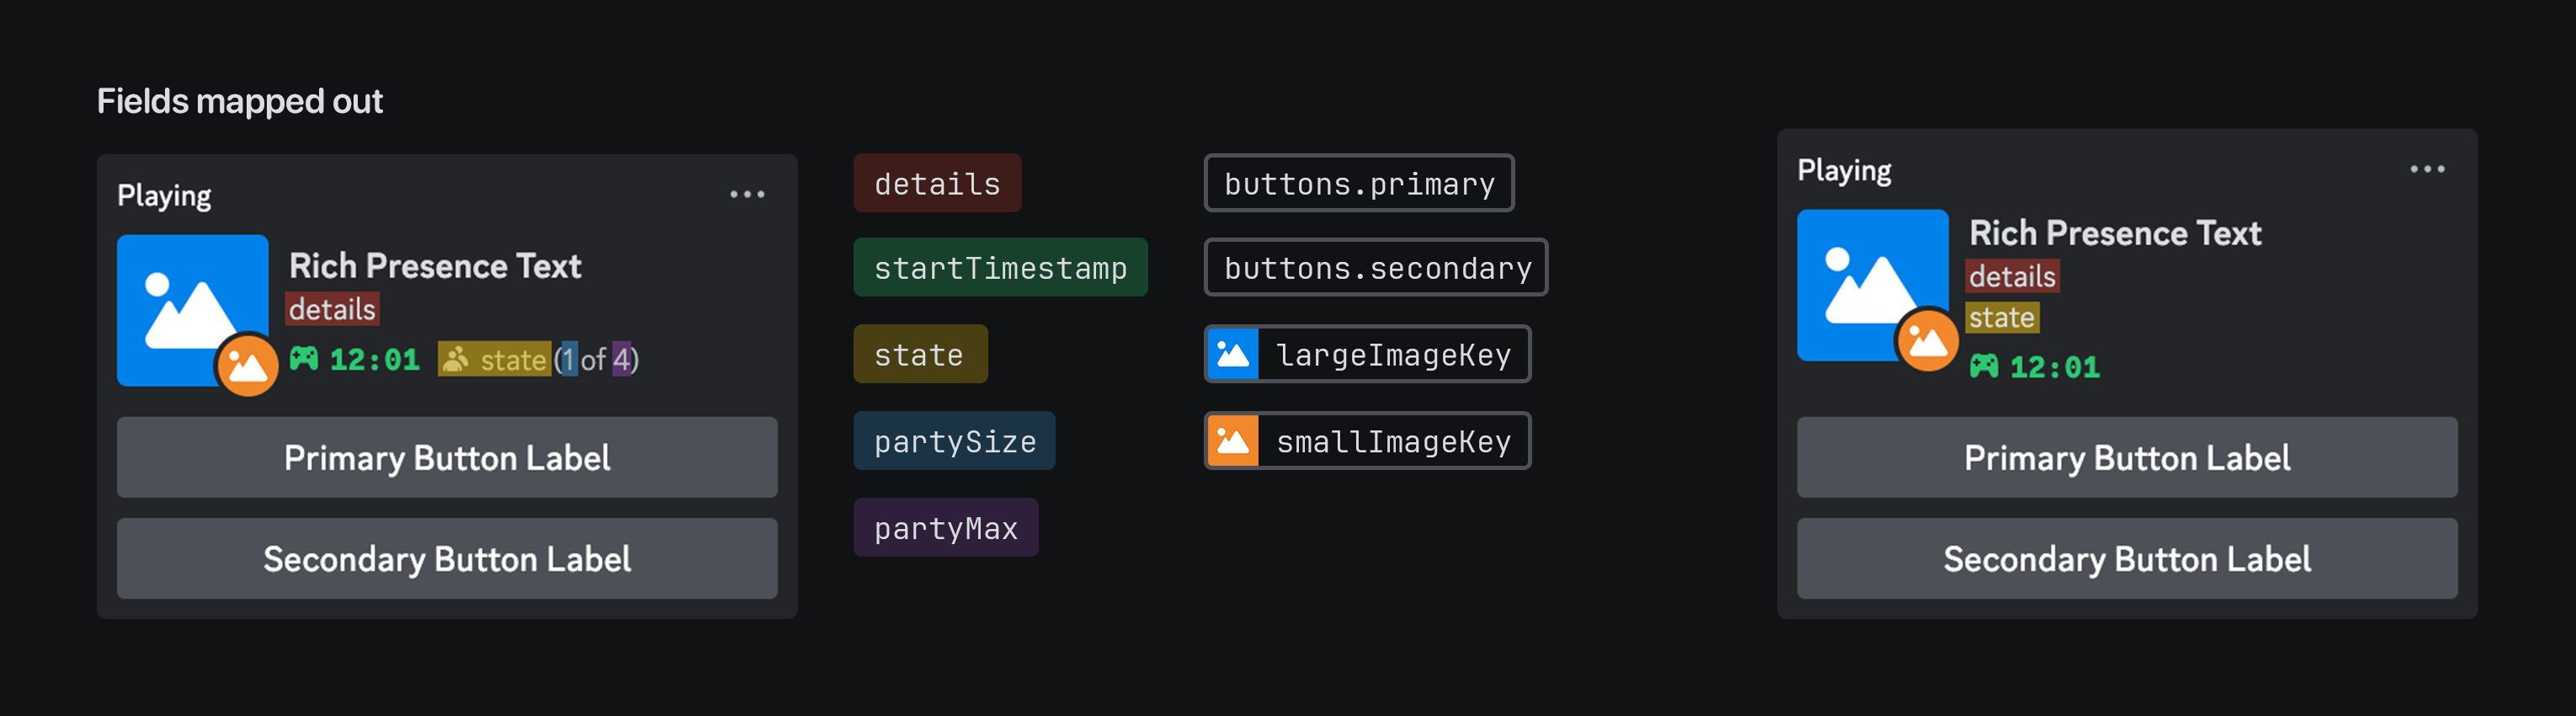 Fields mapped out
Playing
Rich Presence Text
details
12:01 state (1 of 4)
Primary Button Label
Secondary Button Label
details
startTimestamp
state
partySize
partyMax
buttons.primary
buttons.secondary
largeImageKey
smallImageKey
Playing
Rich Presence Text
details
state
12:01
Primary Button Label
Secondary Button Label